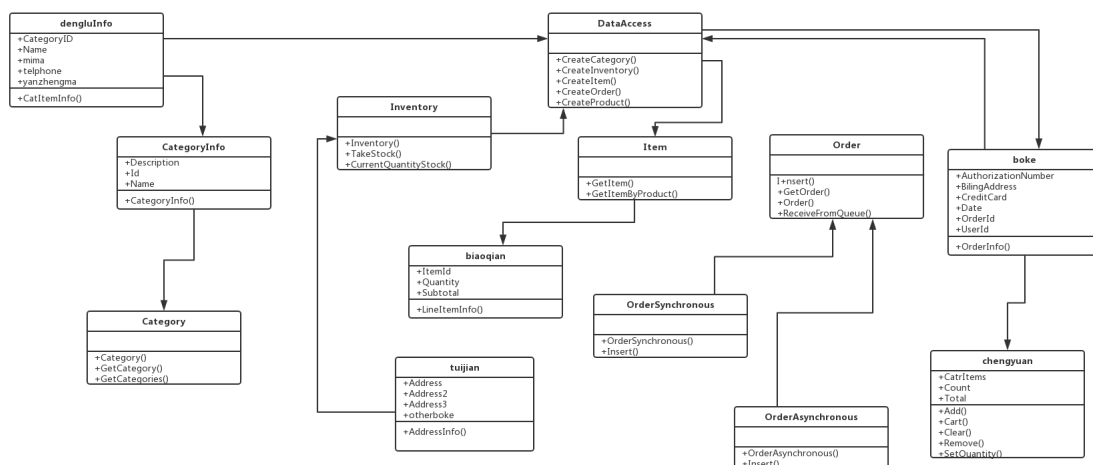 dengluInfo
+CategoryID
+Name
+mima
+telphone
+yanzhengma
+CatItemInfo()
DataAccess
+CreateCategory()
+CreateInventory()
+CreateItem()
+CreateOrder()
+CreateProduct()
Inventory
+Inventory()
+TakeStock()
+CurrentQuantityStock()
CategoryInfo
+Description
+Id
+Name
+CategoryInfo()
Item
+GetItem()
+GetItemByProduct()
Order
I+nsert()
+GetOrder()
+Order()
+ReceiveFromQueue()
boke
+AuthorizationNumber
+BilingAddress
+CreditCard
+Date
+OrderId
+UserId
+OrderInfo()
biaoqian
+ItemId
+Quantity
+Subtotal
+LineItemInfo()
OrderSynchronous
+OrderSynchronous()
+Insert()
Category
+Category()
+GetCategory()
+GetCategories()
tuijian
+Address
+Address2
+Address3
+otherboke
+AddressInfo()
chengyuan
+CatrItems
+Count
+Total
+Add()
+Cart()
+Clear()
+Remove()
+SetQuantity()
OrderAsynchronous
+OrderAsynchronous()
+Insert()